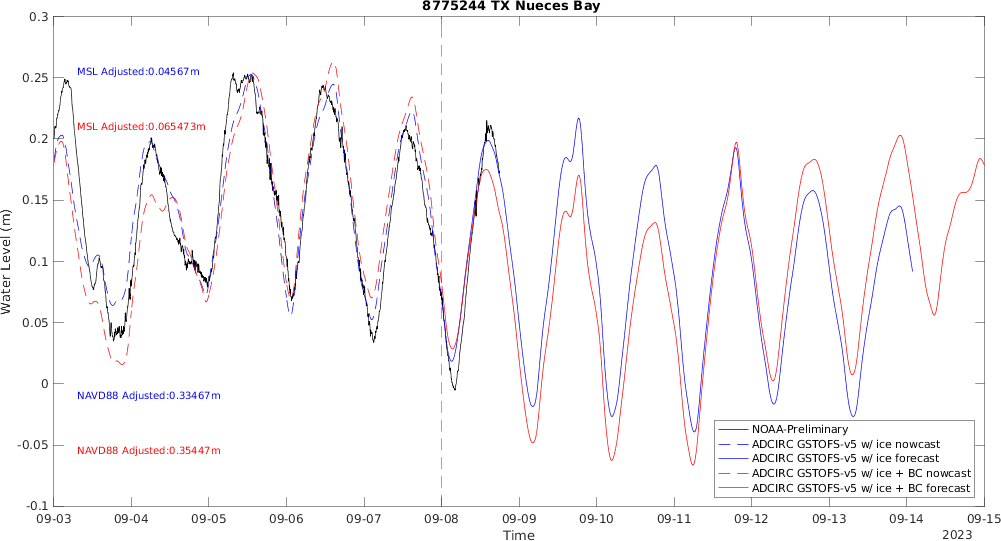 8775244 TX Nueces Bay
0.3
0.25
0.2
0.15
0.1
0.05
0
-0.05
-0.1
Water Level (m)
MSL Adjusted:0.04567m
MSL Adjusted:0.065473m
NAVD88 Adjusted:0.33467m
NAVD88 Adjusted:0.35447m
NOAA-Preliminary
ADCIRC GSTOFS-v5 w/ ice nowcast
ADCIRC GSTOFS-v5 w/ ice forecast
ADCIRC GSTOFS-v5 w/ ice + BC nowcast
ADCIRC GSTOFS-v5 w/ ice + BC forecast
09-03 09-04 09-05 09-06 09-07 09-08 09-09 09-10 09-11 09-12 09-13 09-14 09-15
Time
2023